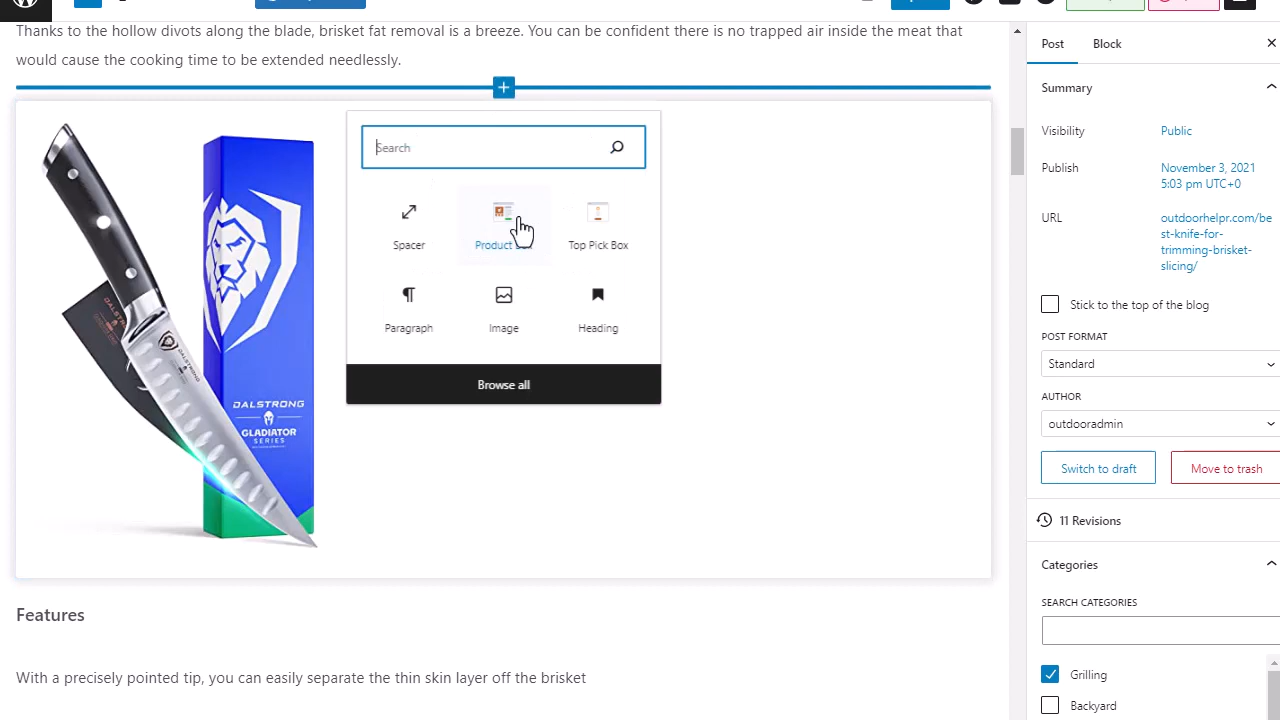 Thanks to the hollow divots along the blade, brisket fat removal is a breeze. You can be confident there is no trapped air inside the meat that
would cause the cooking time to be extended needlessly.
Search
Spacer
Product
Top Pick Box
Paragraph
Image
Heading
Browse all
DALSTRONG
GLADIATOR
SERIES
Features
With a precisely pointed tip, you can easily separate the thin skin layer off the brisket
Post
Block
Summary
Visibility
Public
Publish
November 3, 2021
5:03 pm UTC+0
URL
outdoorhelpr.com/be
st-knife-for-
trimming-brisket-
slicing/
Stick to the top of the blog
POST FORMAT
Standard
AUTHOR
outdooradmin
Switch to draft
Move to trash
11 Revisions
Categories
SEARCH CATEGORIES
Grilling
Backyard